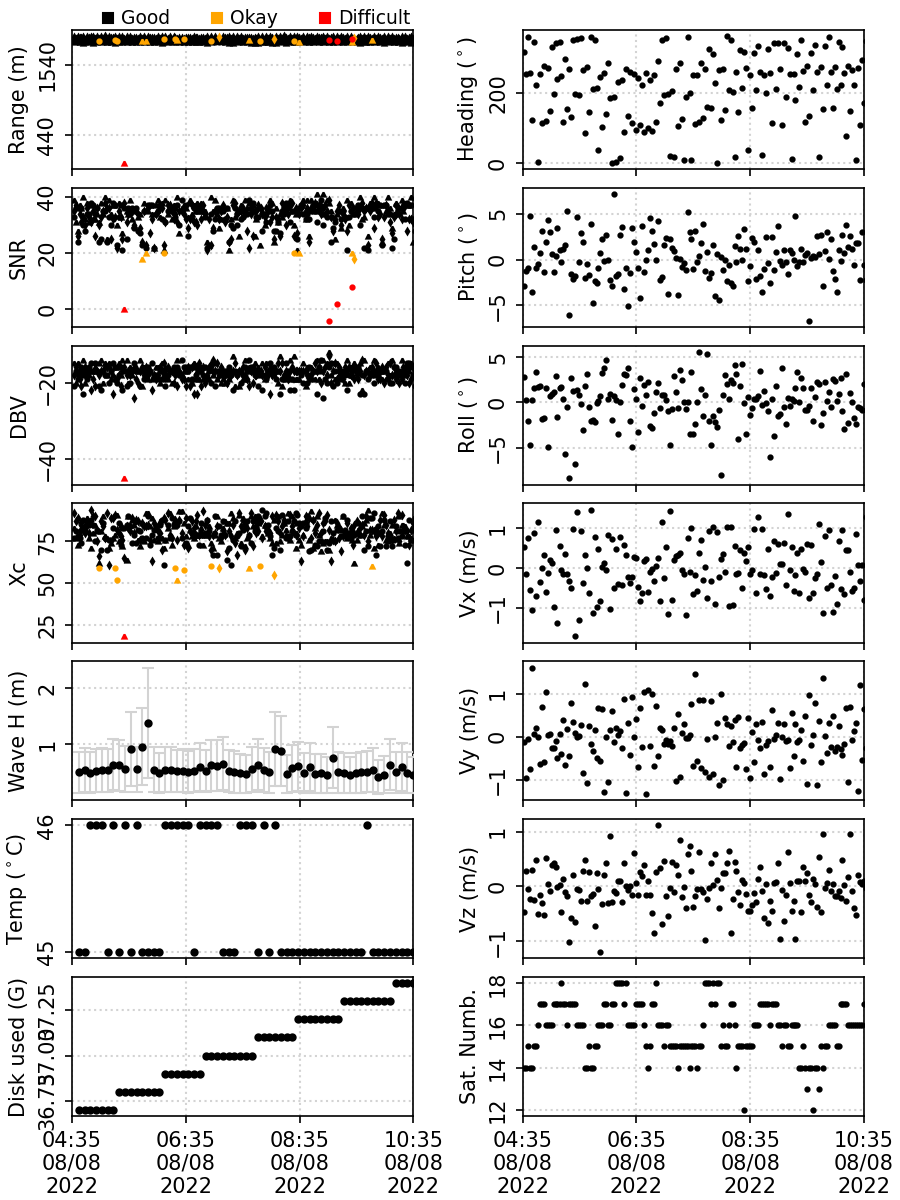 Good Okay Difficult
Range (m)
1540
440
Heading (°)
200
0
SNR
40
20
0
Pitch (°)
5
0
−5
DBV
−20
−40
Roll (°)
5
0
−5
Xc
75
50
25
Vx (m/s)
1
0
−1
Wave H (m)
2
1
Vy (m/s)
1
0
−1
Temp (°C)
46
45
Vz (m/s)
1
0
−1
Disk used (G)
37.25
37.00
36.75
Sat. Numb.
18
16
14
12
04:35 06:35 08:35 10:35
08/08 08/08 08/08 08/08
2022 2022 2022 2022
04:35 06:35 08:35 10:35
08/08 08/08 08/08 08/08
2022 2022 2022 2022